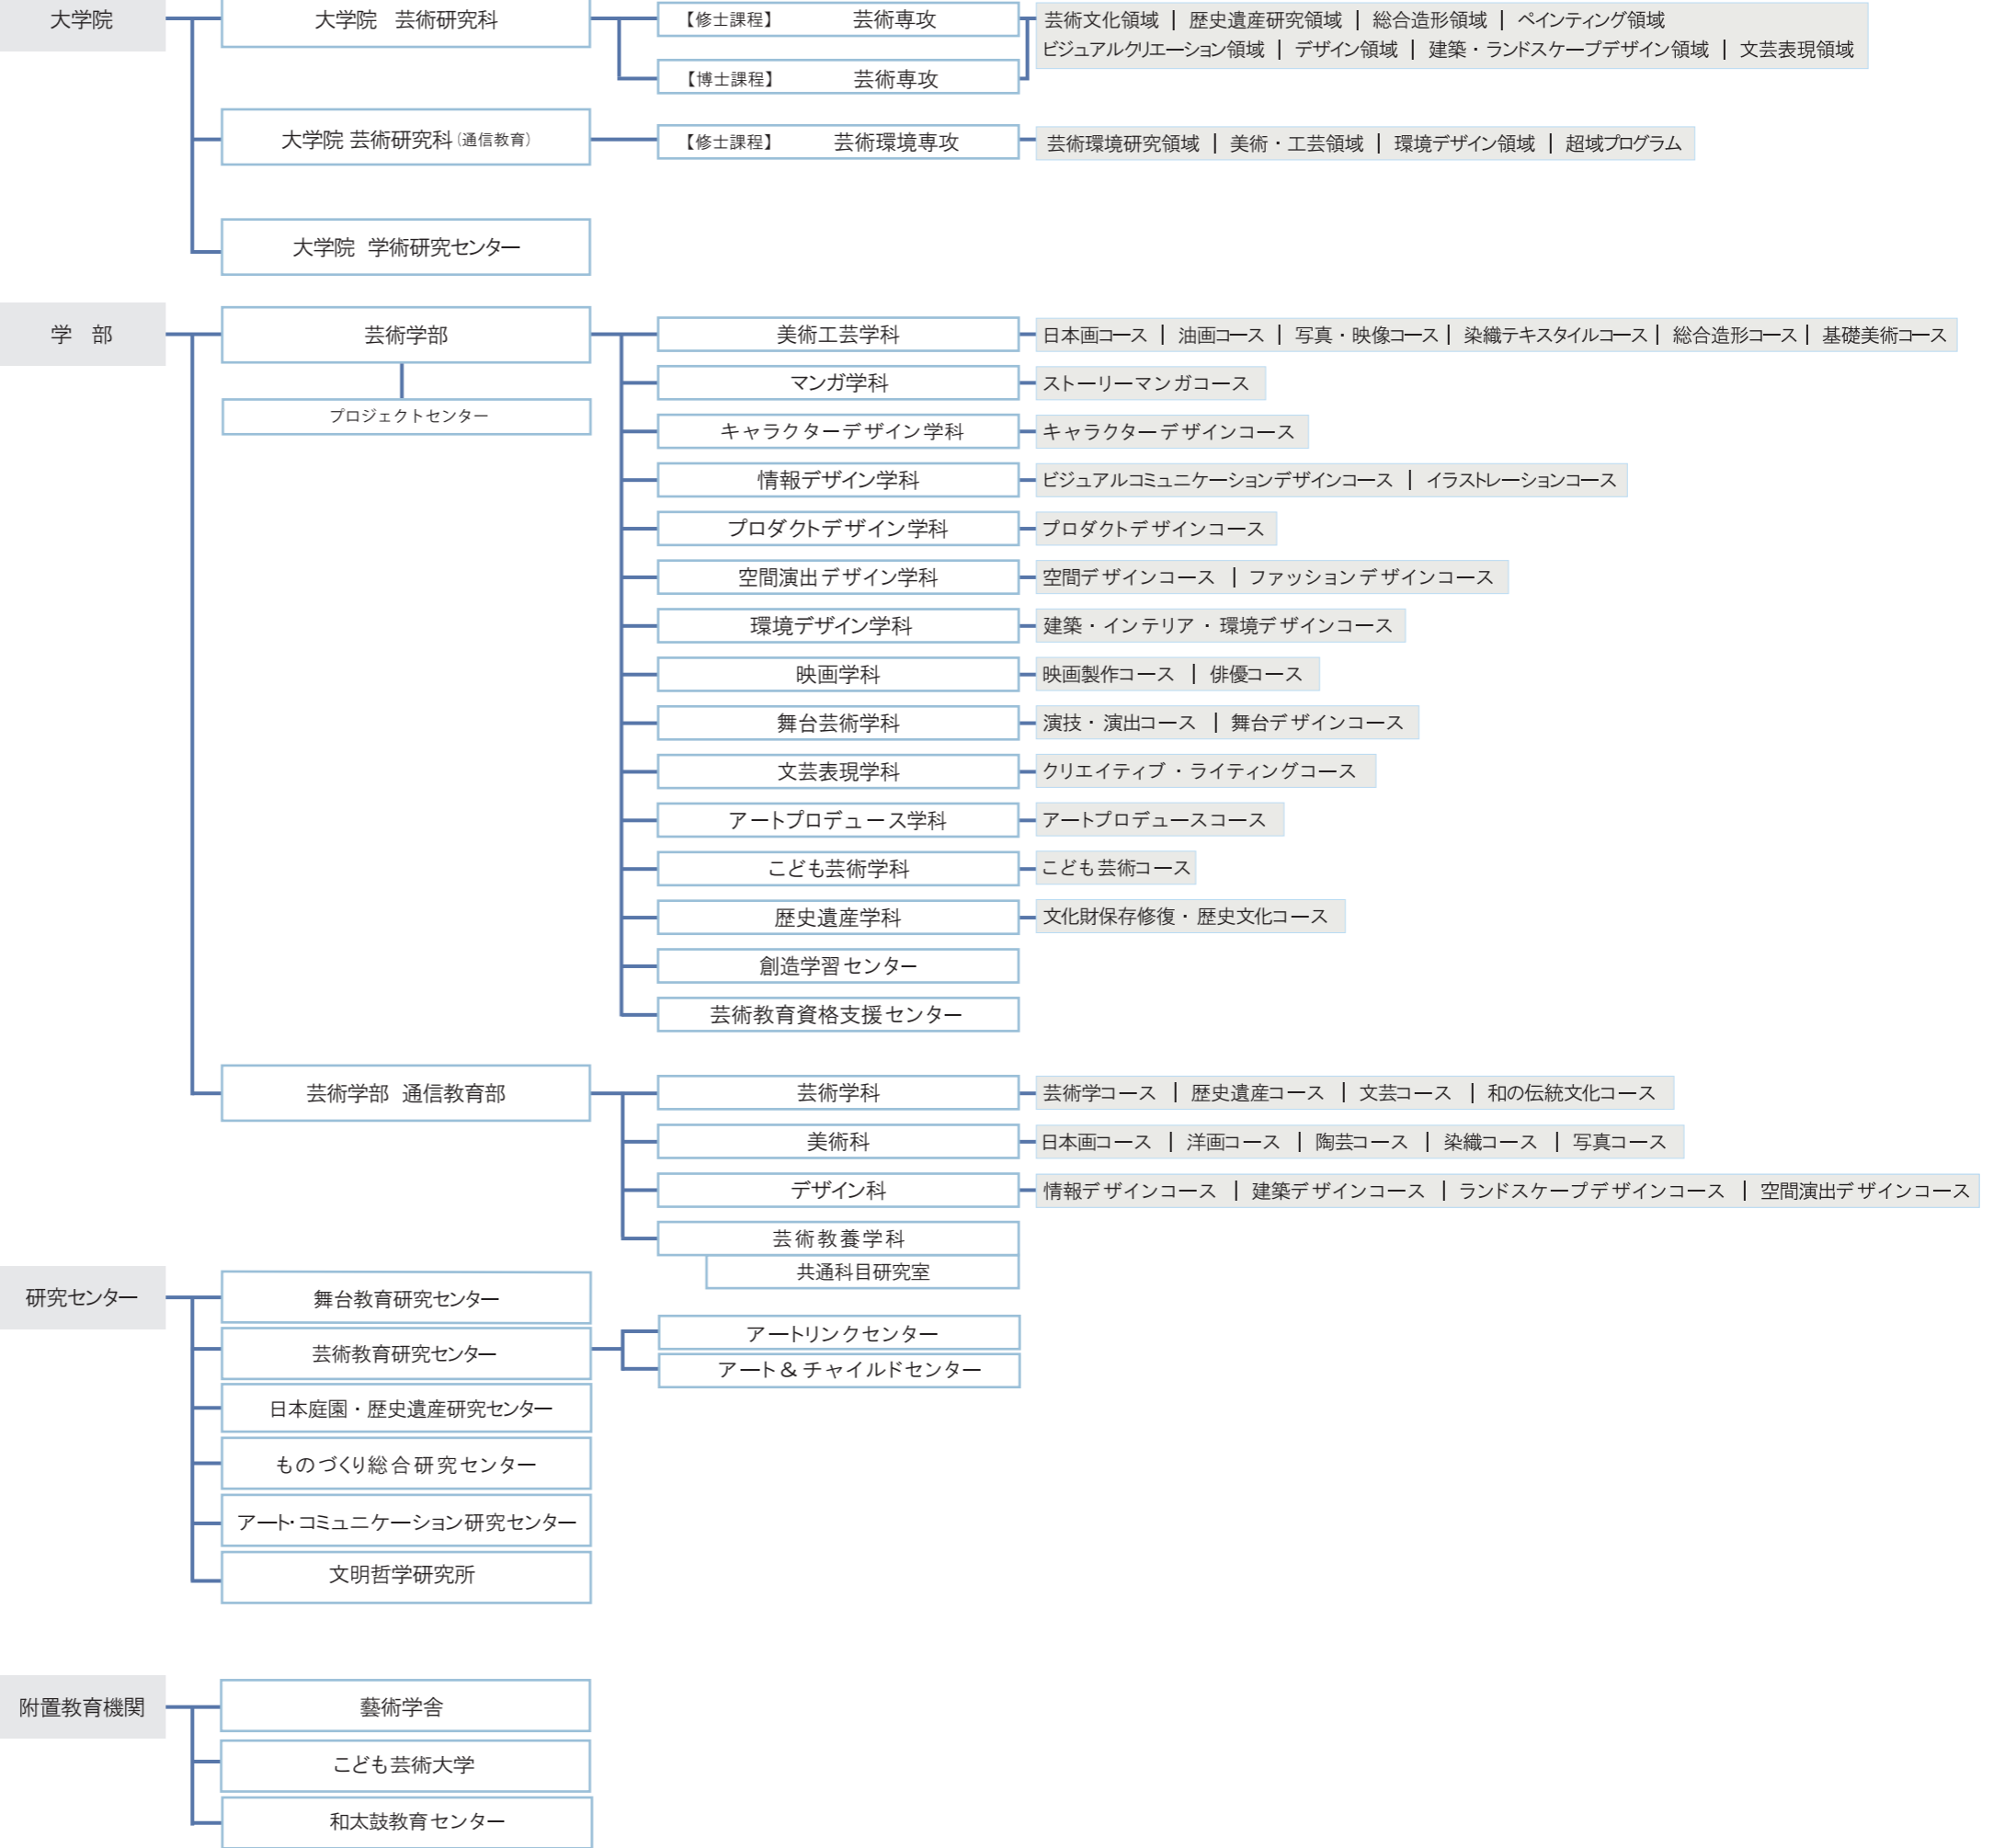 大学院
大学院　芸術研究科
【修士課程】 芸術専攻
芸術文化領域 | 歴史遺産研究領域 | 総合造形領域 | ペインティング領域
ビジュアルクリエーション領域 | デザイン領域 | 建築・ランドスケープデザイン領域 | 文芸表現領域
【博士課程】 芸術専攻
大学院 芸術研究科（通信教育）
【修士課程】 芸術環境専攻
芸術環境研究領域 | 美術・工芸領域 | 環境デザイン領域 | 超域プログラム
大学院 学術研究センター
学　部
芸術学部
プロジェクトセンター
美術工芸学科
日本画コース | 油画コース | 写真・映像コース | 染織テキスタイルコース | 総合造形コース | 基礎美術コース
マンガ学科
ストーリーマンガコース
キャラクターデザイン学科
キャラクターデザインコース
情報デザイン学科
ビジュアルコミュニケーションデザインコース | イラストレーションコース
プロダクトデザイン学科
プロダクトデザインコース
空間演出デザイン学科
空間デザインコース | ファッションデザインコース
環境デザイン学科
建築・インテリア・環境デザインコース
映画学科
映画製作コース | 俳優コース
舞台芸術学科
演技・演出コース | 舞台デザインコース
文芸表現学科
クリエイティブ・ライティングコース
アートプロデュース学科
アートプロデュースコース
こども芸術学科
こども芸術コース
歴史遺産学科
文化財保存修復・歴史文化コース
創造学習センター
芸術教育資格支援センター
芸術学部 通信教育部
芸術学科
芸術学コース | 歴史遺産コース | 文芸コース | 和の伝統文化コース
美術科
日本画コース | 洋画コース | 陶芸コース | 染織コース | 写真コース
デザイン科
情報デザインコース | 建築デザインコース | ランドスケープデザインコース | 空間演出デザインコース
芸術教養学科
共通科目研究室
研究センター
舞台教育研究センター
芸術教育研究センター
アートリンクセンター
アート＆チャイルドセンター
日本庭園・歴史遺産研究センター
ものづくり総合研究センター
アート・コミュニケーション研究センター
文明哲学研究所
附置教育機関
藝術学舎
こども芸術大学
和太鼓教育センター